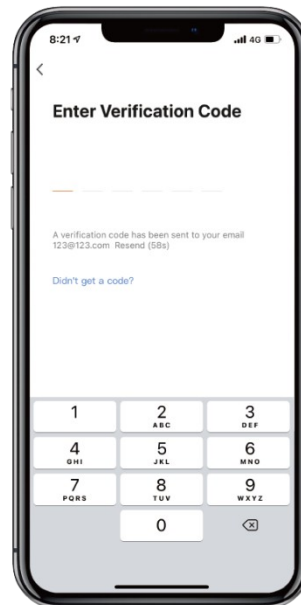 8:21
4G
Enter Verification Code
A verification code has been sent to your email
123@123.com Resend (58s)
Didn't get a code?
1
2 ABC
3 DEF
4 GHI
5 JKL
6 MNO
7 PQRS
8 TUV
9 WXYZ
0